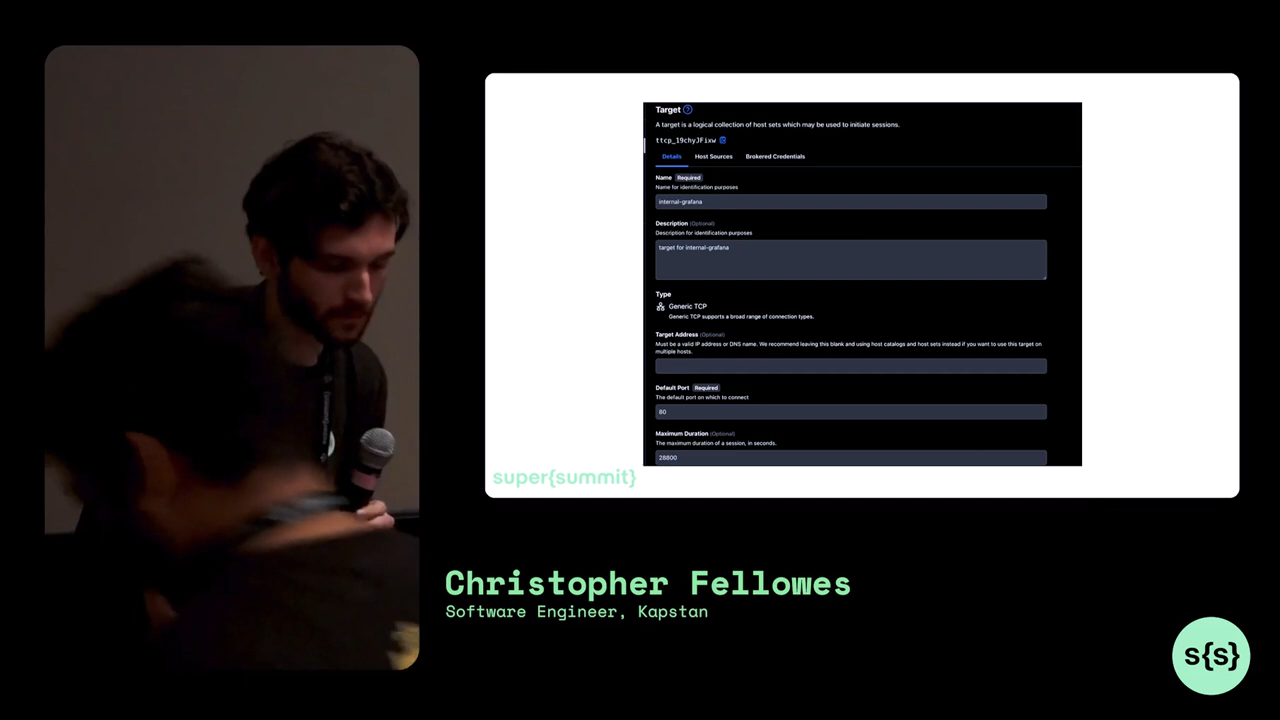 Target
A target is a logical collection of host sets which may be used to initiate sessions.
ttcp_19chyJFixw
Details Host Sources Brokered Credentials
Name Required
Name for identification purposes
internal-grafana
Description (Optional)
Description for identification purposes
target for internal-grafana
Type
Generic TCP
Generic TCP supports a broad range of connection types.
Target Address (Optional)
Must be a valid IP address or DNS name. We recommend leaving this blank and using host catalogs and host sets instead if you want to use this target on
multiple hosts.
Default Port Required
The default port on which to connect
80
Maximum Duration (Optional)
The maximum duration of a session, in seconds.
28800
super{summit}
Christopher Fellowes
Software Engineer, Kapstan
s{s}